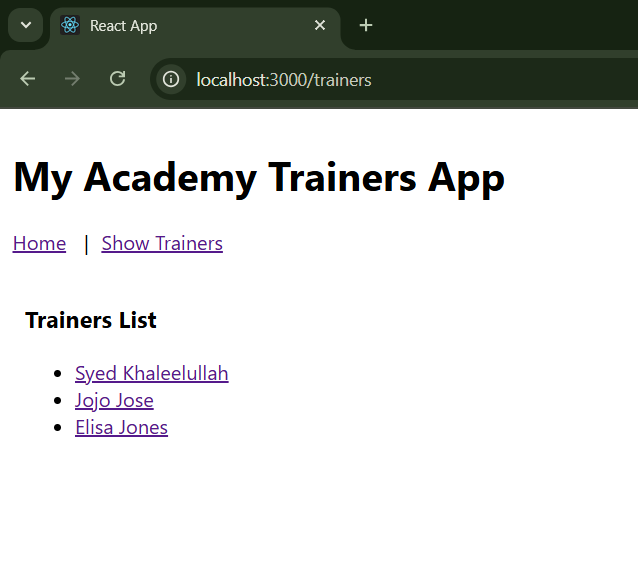 React App
localhost:3000/trainers
My Academy Trainers App
Home | Show Trainers
Trainers List
Syed Khaleelullah
Jojo Jose
Elisa Jones